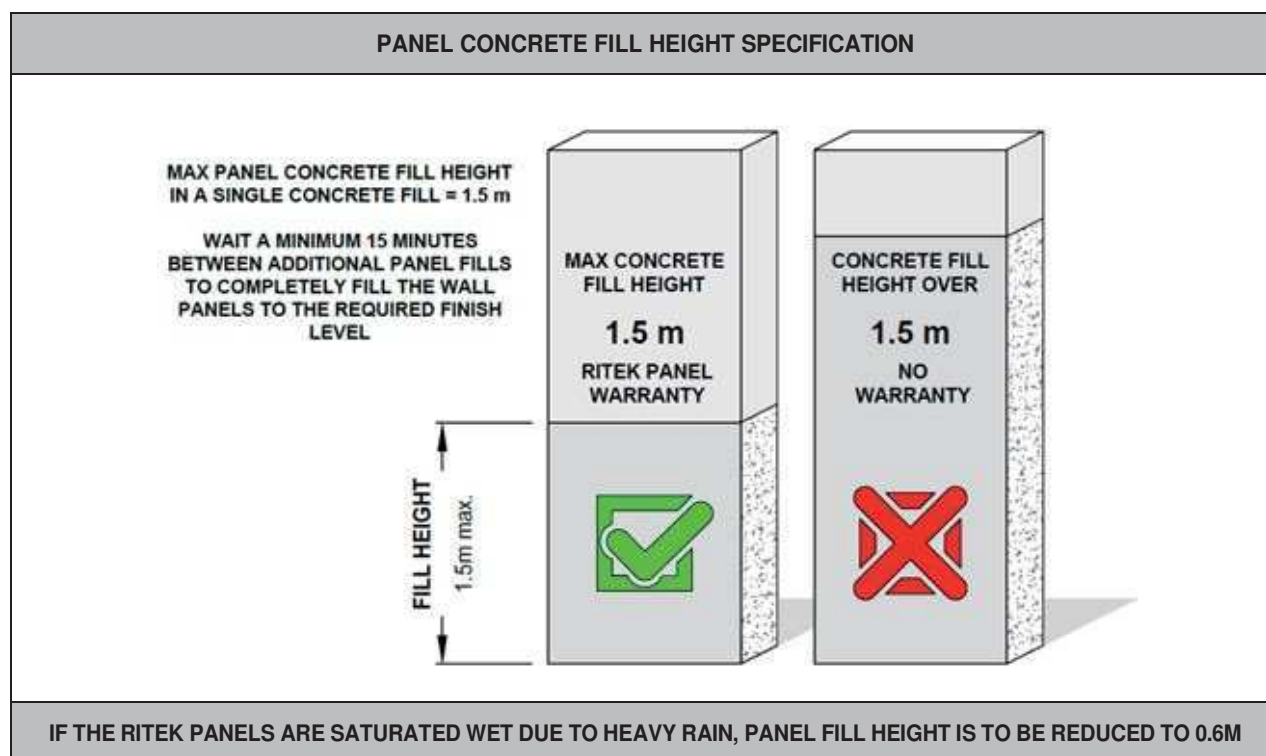 PANEL CONCRETE FILL HEIGHT SPECIFICATION
MAX PANEL CONCRETE FILL HEIGHT
IN A SINGLE CONCRETE FILL = 1.5 m
WAIT A MINIMUM 15 MINUTES
BETWEEN ADDITIONAL PANEL FILLS
TO COMPLETELY FILL THE WALL
PANELS TO THE REQUIRED FINISH
LEVEL
MAX CONCRETE
FILL HEIGHT
1.5 m
RITEK PANEL
WARRANTY
CONCRETE FILL
HEIGHT OVER
1.5 m
NO
WARRANTY
FILL HEIGHT
1.5m max.
IF THE RITEK PANELS ARE SATURATED WET DUE TO HEAVY RAIN, PANEL FILL HEIGHT IS TO BE REDUCED TO 0.6M